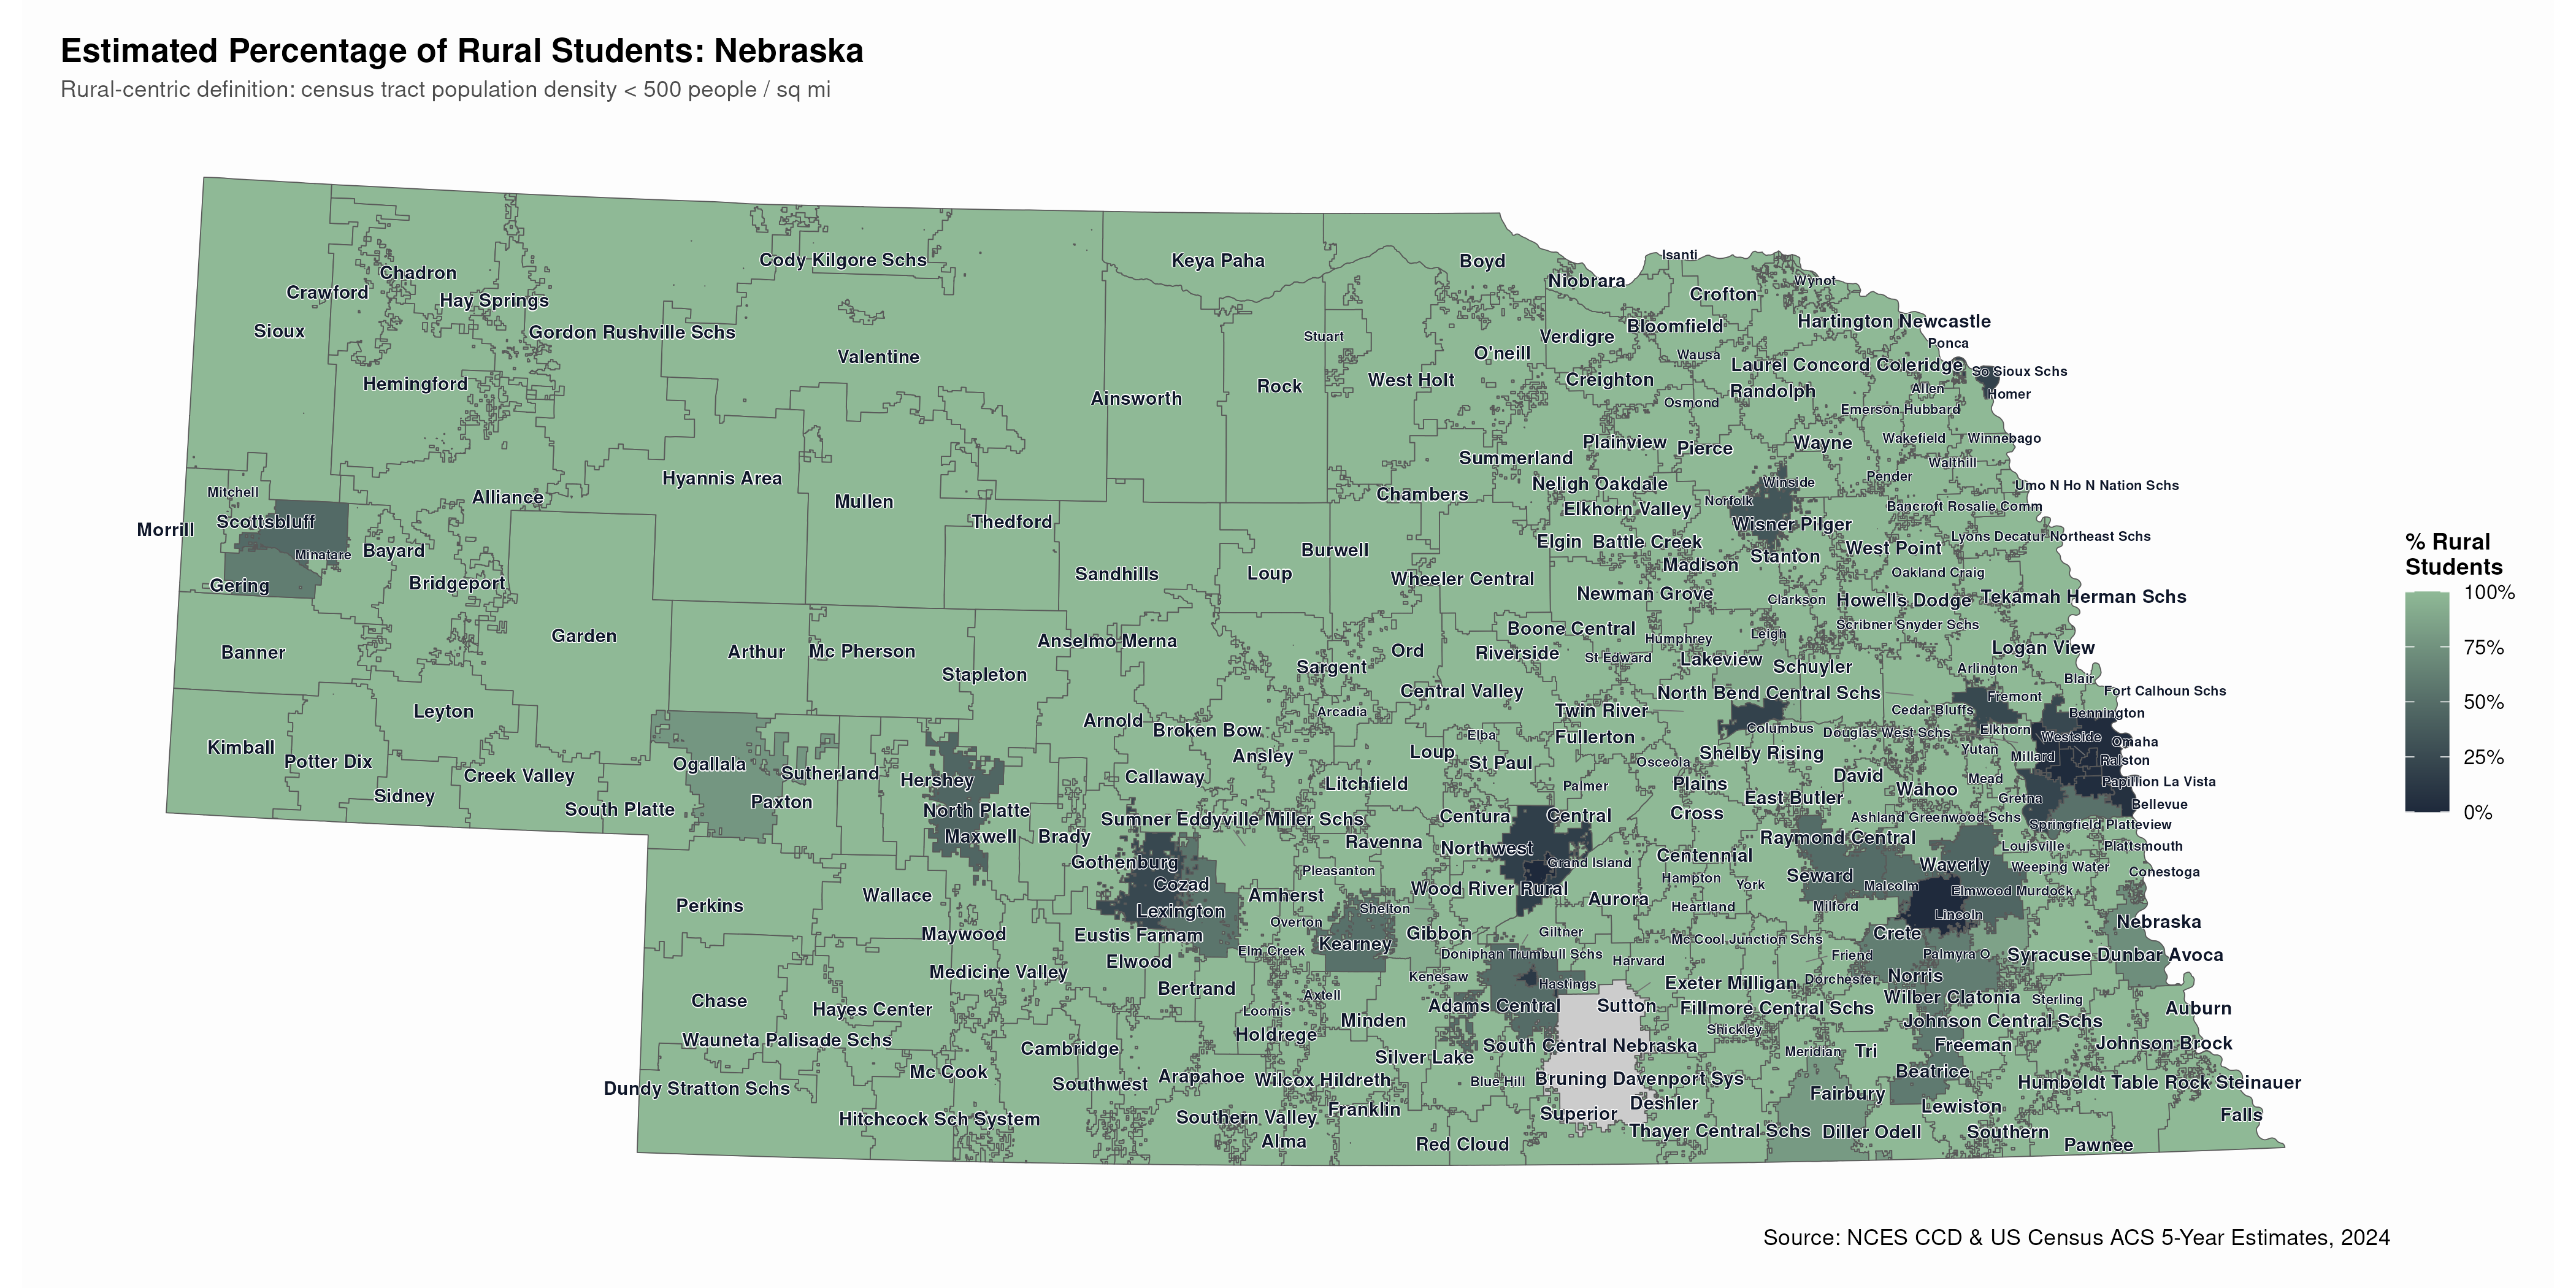 Estimated Percentage of Rural Students: Nebraska
Rural-centric definition: census tract population density < 500 people / sq mi
Cody Kilgore Schs
Keya Paha
Boyd
Isanti
Chadron
Niobrara
Wynot
Crawford
Hay Springs
Crofton
Sioux
Gordon Rushville Schs
Stuart
Verdigre
Bloomfield
Hartington Newcastle
Ponca
Valentine
O'neill
Wausa
Laurel Concord Coleridge
So Sioux Schs
Hemingford
Ainsworth
Rock
West Holt
Creighton
Osmond
Randolph
Allen
Homer
Emerson Hubbard
Plainview
Pierce
Wayne
Wakefield
Winnebago
Summerland
Walthill
Hyannis Area
Mullen
Neligh Oakdale
Winside
Pender
Umo N Ho N Nation Schs
Mitchell
Alliance
Chambers
Elkhorn Valley
Norfolk
Bancroft Rosalie Comm
Morrill
Scottsbluff
Thedford
Wisner Pilger
Minatare
Bayard
Burwell
Elgin
Battle Creek
Stanton
West Point
Lyons Decatur Northeast Schs
Gering
Bridgeport
Sandhills
Loup
Wheeler Central
Madison
Oakland Craig
Newman Grove
Clarkson
Howells Dodge
Tekamah Herman Schs
Garden
Boone Central
Humphrey
Leigh
Scribner Snyder Schs
Banner
Arthur
Mc Pherson
Anselmo Merna
Sargent
Ord
Riverside
St Edward
Lakeview
Schuyler
Logan View
Arlington
Stapleton
Central Valley
North Bend Central Schs
Fremont
Blair
Fort Calhoun Schs
Leyton
Arnold
Broken Bow
Arcadia
Twin River
Columbus
Cedar Bluffs
Bennington
Kimball
Potter Dix
Ogallala
Sutherland
Hershey
Ansley
Loup
Elba
Fullerton
Shelby Rising
Douglas West Schs
Elkhorn
Westside
Omaha
Creek Valley
Callaway
Litchfield
St Paul
Osceola
Yutan
Millard
Ralston
Sidney
South Platte
Paxton
North Platte
Palmer
Plains
David
Mead
Papillion La Vista
Maxwell
Brady
Sumner Eddyville Miller Schs
Centura
Central
Cross
East Butler
Wahoo
Gretna
Bellevue
Ashland Greenwood Schs
Springfield Platteview
Gothenburg
Ravenna
Northwest
Grand Island
Centennial
Raymond Central
Louisville
Plattsmouth
Wallace
Cozad
Pleasanton
Hampton
York
Seward
Malcolm
Waverly
Weeping Water
Conestoga
Perkins
Lexington
Amherst
Wood River Rural
Aurora
Heartland
Milford
Elmwood Murdock
Lincoln
Nebraska
Maywood
Eustis Farnam
Overton
Shelton
Gibbon
Giltner
Mc Cool Junction Schs
Crete
Elm Creek
Kearney
Doniphan Trumbull Schs
Harvard
Friend
Palmyra O
Syracuse Dunbar Avoca
Elwood
Medicine Valley
Chase
Bertrand
Axtell
Kenesaw
Hastings
Exeter Milligan
Dorchester
Norris
Hayes Center
Loomis
Minden
Adams Central
Sutton
Fillmore Central Schs
Wilber Clatonia
Sterling
Auburn
Wauneta Palisade Schs
Cambridge
Holdrege
Silver Lake
South Central Nebraska
Shickley
Meridian
Tri
Johnson Central Schs
Freeman
Johnson Brock
Dundy Stratton Schs
Mc Cook
Southwest
Arapahoe
Wilcox Hildreth
Blue Hill
Bruning Davenport Sys
Fairbury
Beatrice
Humboldt Table Rock Steinauer
Hitchcock Sch System
Southern Valley
Franklin
Superior
Deshler
Lewiston
Falls
Alma
Red Cloud
Thayer Central Schs
Diller Odell
Southern
Pawnee
% Rural
Students
100%
75%
50%
25%
0%
Source: NCES CCD & US Census ACS 5-Year Estimates, 2024